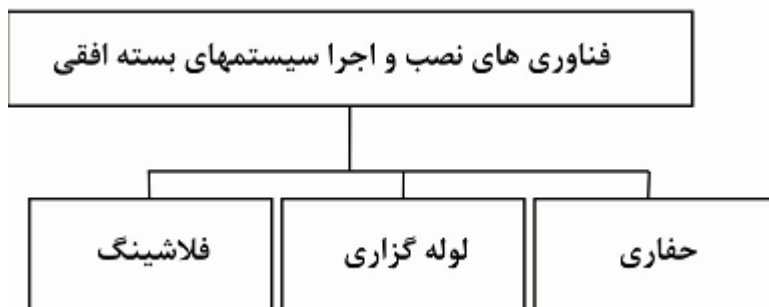 فناوری های نصب و اجرا سیستمهای بسته افقی
حفاری
لوله گزاری
فلاشینگ